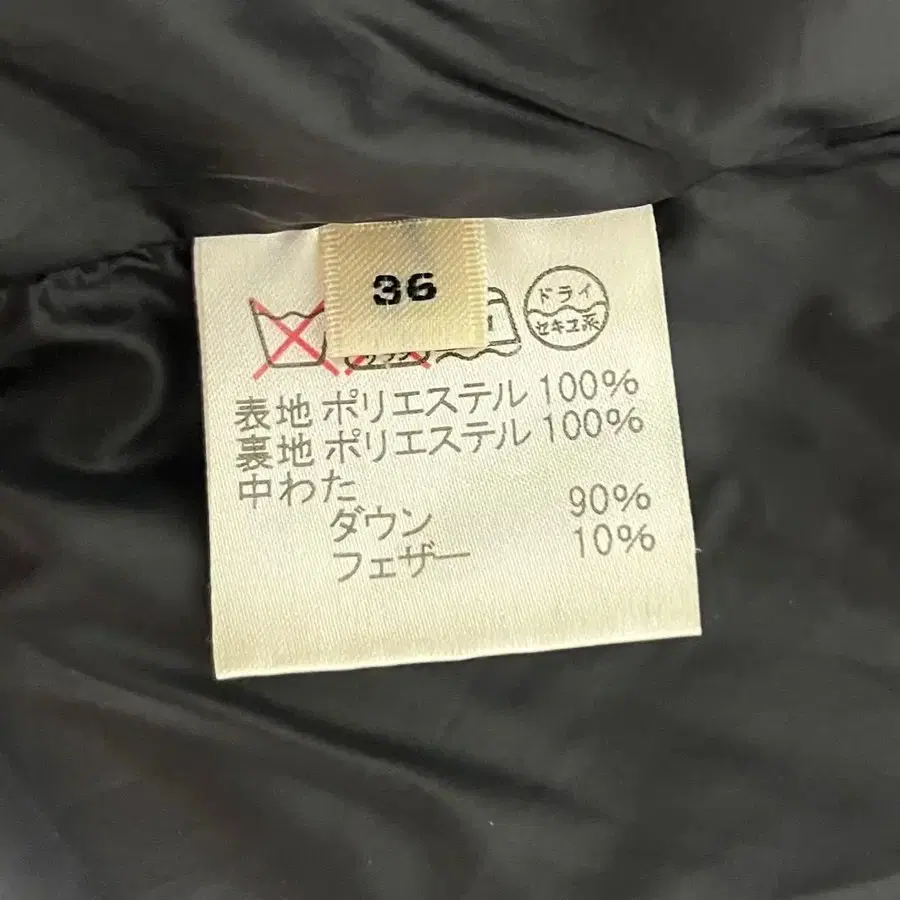 36
ドライ
セキユ系
表地 ポリエステル 100%
裏地 ポリエステル 100%
中わた
ダウン 90%
フェザー 10%